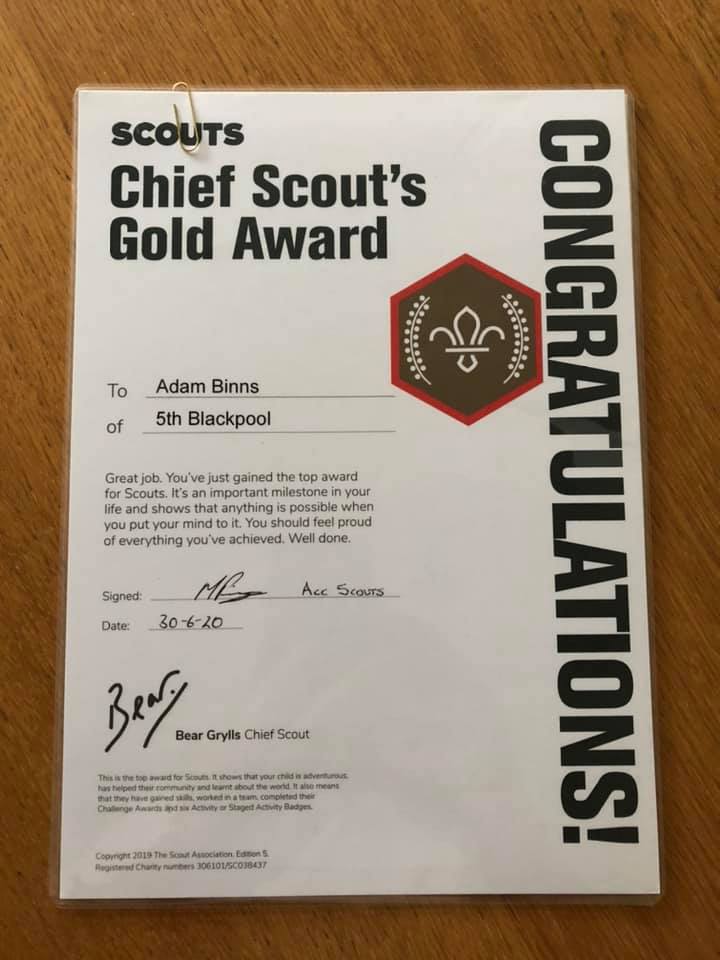 SCOUTS
Chief Scout's
Gold Award
CONGRATULATIONS!
To Adam Binns
of 5th Blackpool
Great job. You've just gained the top award
for Scouts. It's an important milestone in your
life and shows that anything is possible when
you put your mind to it. You should feel proud
of everything you've achieved. Well done.
Signed: Acc Scouts
Date: 30-6-20
Bear.
Bear Grylls Chief Scout
This is the top award for Scouts. It shows that your child is adventurous,
has helped their community and learnt about the world. It also means
that they have gained skills, worked in a team, completed their
Challenge Awards and six Activity or Staged Activity Badges.
Copyright 2019 The Scout Association. Edition 5.
Registered Charity numbers 306101/SC038437